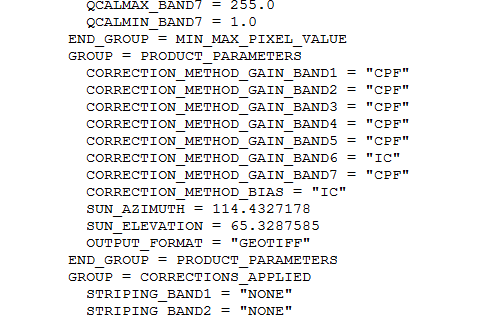 QCALMAX_BAND7 = 255.0
QCALMIN_BAND7 = 1.0
END_GROUP = MIN_MAX_PIXEL_VALUE
GROUP = PRODUCT_PARAMETERS
CORRECTION_METHOD_GAIN_BAND1 = "CPF"
CORRECTION_METHOD_GAIN_BAND2 = "CPF"
CORRECTION_METHOD_GAIN_BAND3 = "CPF"
CORRECTION_METHOD_GAIN_BAND4 = "CPF"
CORRECTION_METHOD_GAIN_BAND5 = "CPF"
CORRECTION_METHOD_GAIN_BAND6 = "IC"
CORRECTION_METHOD_GAIN_BAND7 = "CPF"
CORRECTION_METHOD_BIAS = "IC"
SUN_AZIMUTH = 114.4327178
SUN_ELEVATION = 65.3287585
OUTPUT_FORMAT = "GEOTIFF"
END_GROUP = PRODUCT_PARAMETERS
GROUP = CORRECTIONS_APPLIED
STRIPING_BAND1 = "NONE"
STRIPING_BAND2 = "NONE"